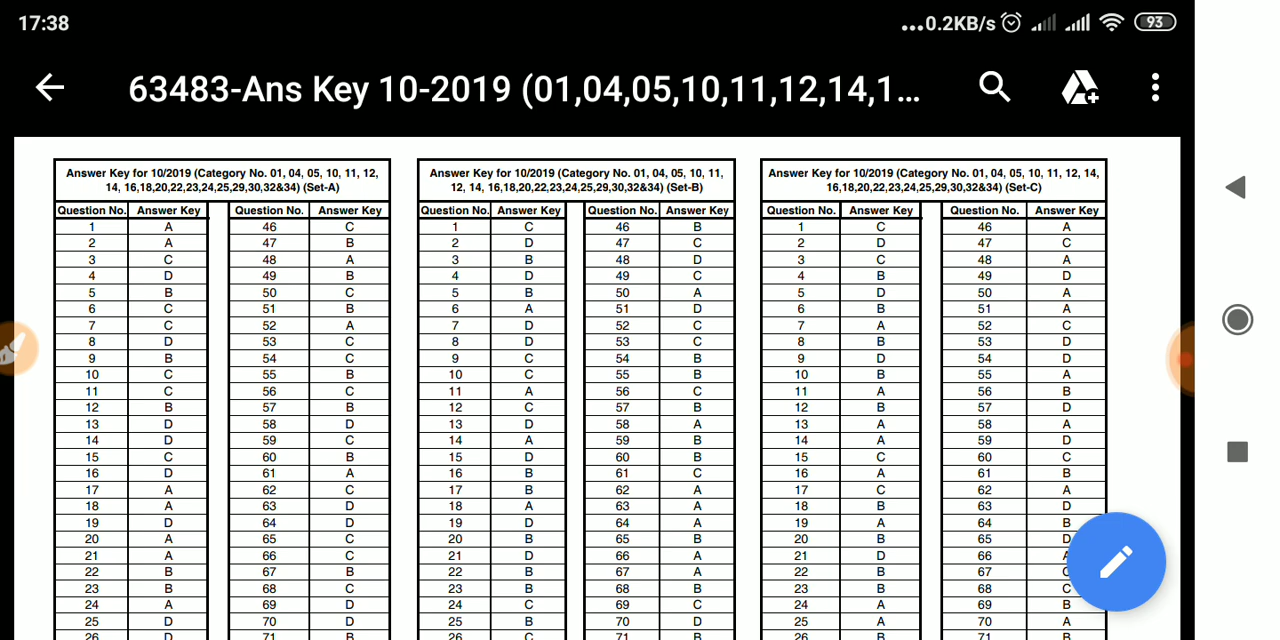 17:38
...0.2KB/s 93
63483-Ans Key 10-2019 (01,04,05,10,11,12,14,1...
Answer Key for 10/2019 (Category No. 01, 04, 05, 10, 11, 12,
14, 16,18,20,22,23,24,25,29,30,32&34) (Set-A)
Question No. Answer Key Question No. Answer Key
1 A 46 C
2 A 47 B
3 C 48 A
4 D 49 B
5 B 50 C
6 C 51 B
7 C 52 A
8 D 53 C
9 B 54 C
10 C 55 B
11 C 56 C
12 B 57 B
13 D 58 D
14 D 59 C
15 C 60 B
16 D 61 A
17 A 62 C
18 A 63 D
19 D 64 D
20 A 65 C
21 A 66 C
22 B 67 B
23 B 68 C
24 A 69 D
25 D 70 D
26 D 71 B
Answer Key for 10/2019 (Category No. 01, 04, 05, 10, 11,
12, 14, 16,18,20,22,23,24,25,29,30,32&34) (Set-B)
Question No. Answer Key Question No. Answer Key
1 C 46 B
2 D 47 C
3 B 48 D
4 D 49 C
5 B 50 A
6 A 51 D
7 D 52 C
8 D 53 C
9 C 54 B
10 C 55 B
11 A 56 C
12 C 57 B
13 D 58 A
14 A 59 B
15 D 60 B
16 B 61 C
17 B 62 A
18 A 63 A
19 D 64 A
20 B 65 B
21 D 66 A
22 B 67 A
23 B 68 B
24 C 69 C
25 B 70 D
26 C 71 B
Answer Key for 10/2019 (Category No. 01, 04, 05, 10, 11, 12, 14,
16,18,20,22,23,24,25,29,30,32&34) (Set-C)
Question No. Answer Key Question No. Answer Key
1 C 46 A
2 D 47 C
3 C 48 A
4 B 49 D
5 D 50 A
6 B 51 A
7 A 52 C
8 B 53 D
9 D 54 D
10 B 55 A
11 A 56 B
12 B 57 D
13 A 58 A
14 A 59 D
15 C 60 C
16 A 61 B
17 C 62 A
18 B 63 D
19 A 64 B
20 B 65 D
21 D 66
22 B 67
23 B 68 C
24 A 69 B
25 A 70 A
26 B 71 B